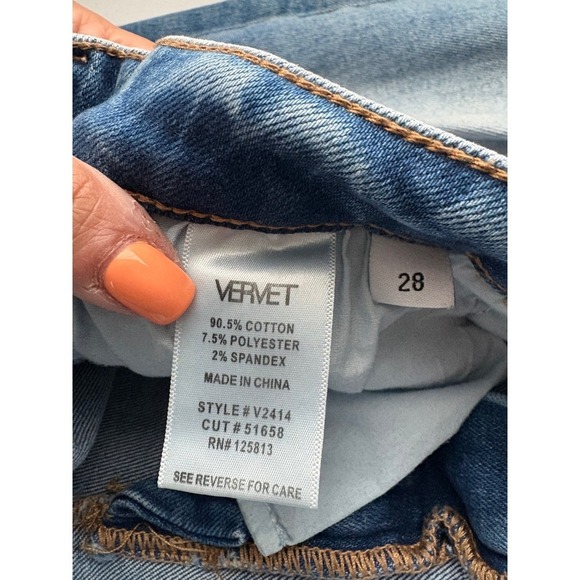 VERVET
90.5% COTTON
7.5% POLYESTER
2% SPANDEX
MADE IN CHINA
STYLE # V2414
CUT # 51658
RN# 125813
SEE REVERSE FOR CARE
28